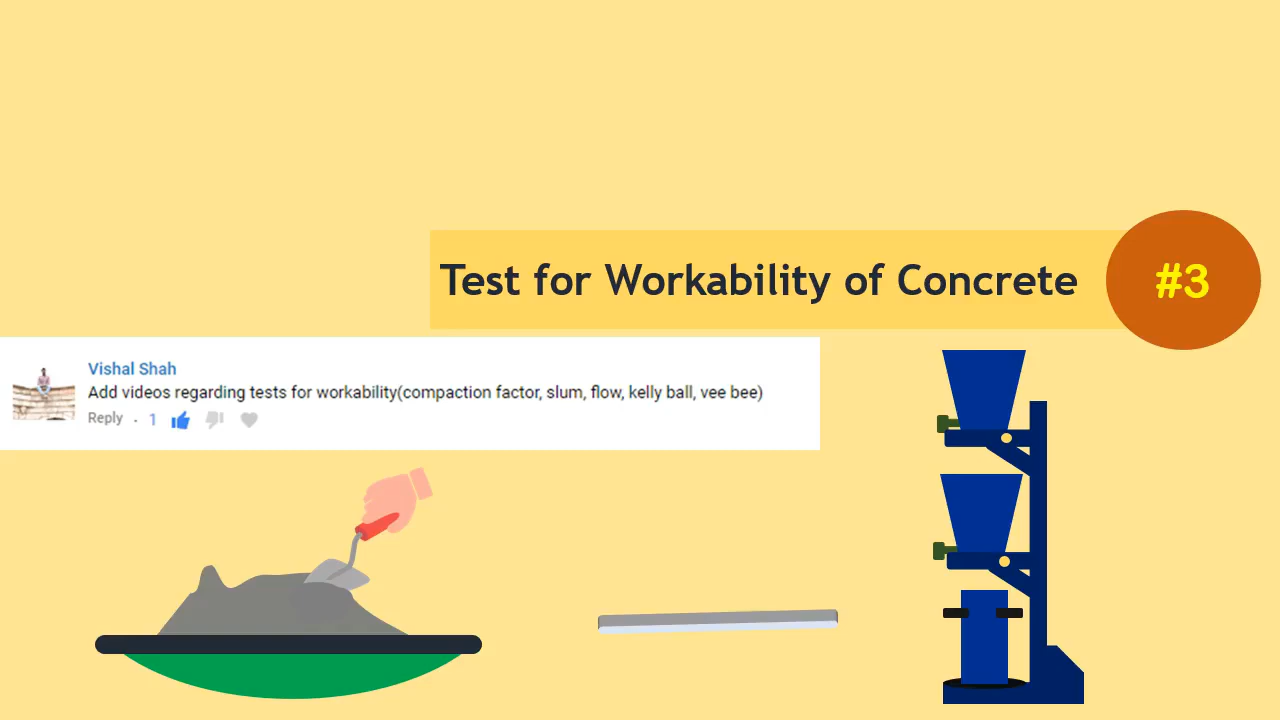 Test for Workability of Concrete
#3
Vishal Shah
Add videos regarding tests for workability(compaction factor, slum, flow, kelly ball, vee bee)
Reply . 1